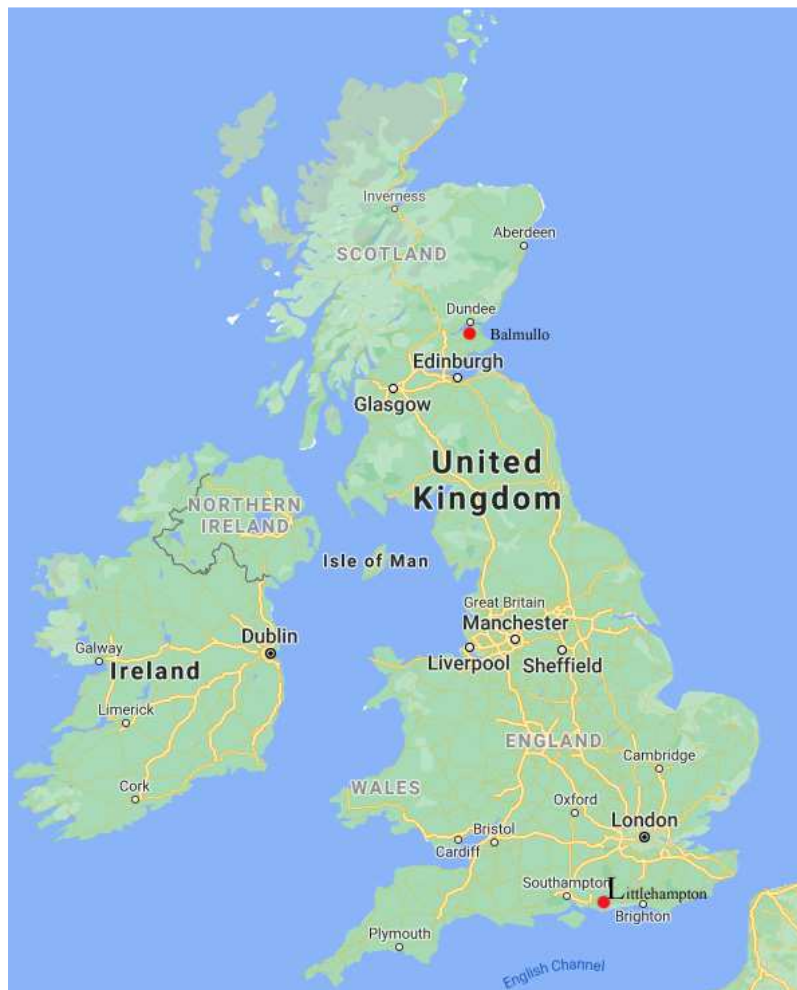 Inverness
Aberdeen
SCOTLAND
Dundee
Balmullo
Edinburgh
Glasgow
United
Kingdom
NORTHERN
IRELAND
Isle of Man
Great Britain
Manchester
Dublin
Galway
Liverpool
Sheffield
Ireland
Limerick
ENGLAND
Cambridge
WALES
Cork
Oxford
London
Bristol
Cardiff
Southampton
Littlehampton
Brighton
Plymouth
English Channel